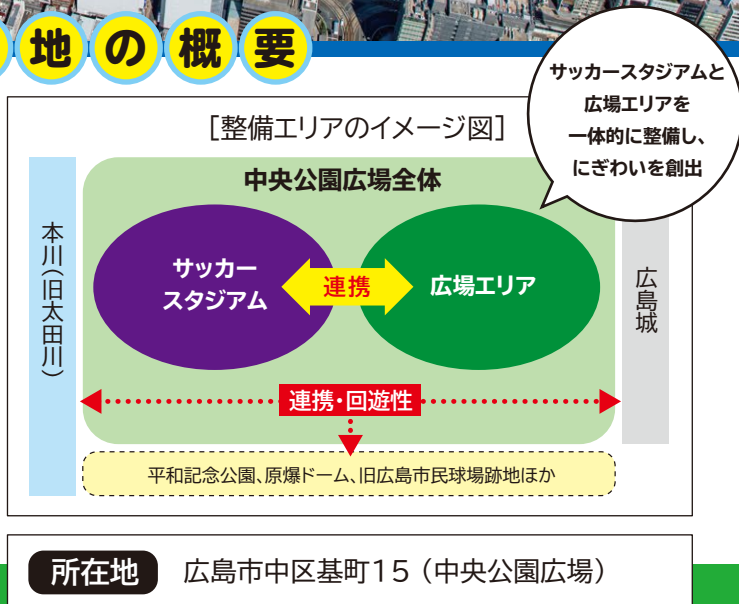 地の概要
サッカースタジアムと
広場エリアを
一体的に整備し、
にぎわいを創出
[整備エリアのイメージ図]
中央公園広場全体
本川(旧太田川)
サッカー
スタジアム
連携
広場エリア
広島城
連携・回遊性
平和記念公園、原爆ドーム、旧広島市民球場跡地ほか
所在地 広島市中区基町15(中央公園広場)